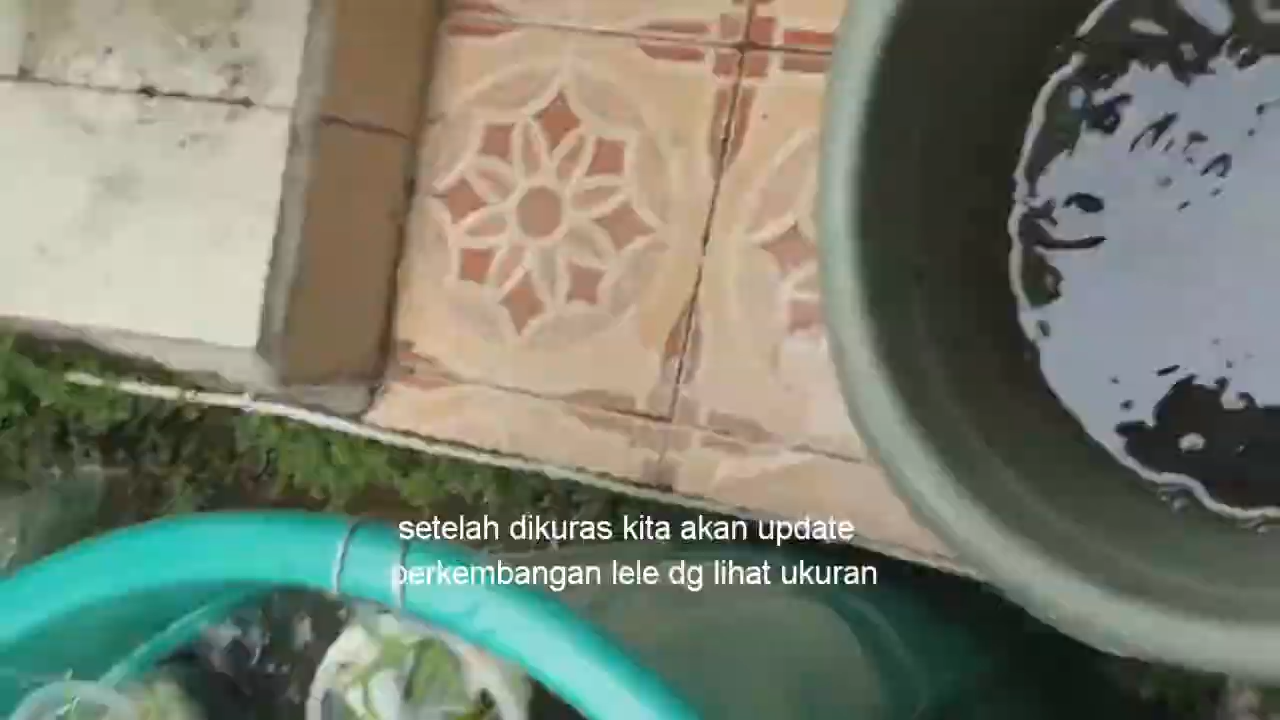 setelah dikuras kita akan update
perkembangan lele dg lihat ukuran